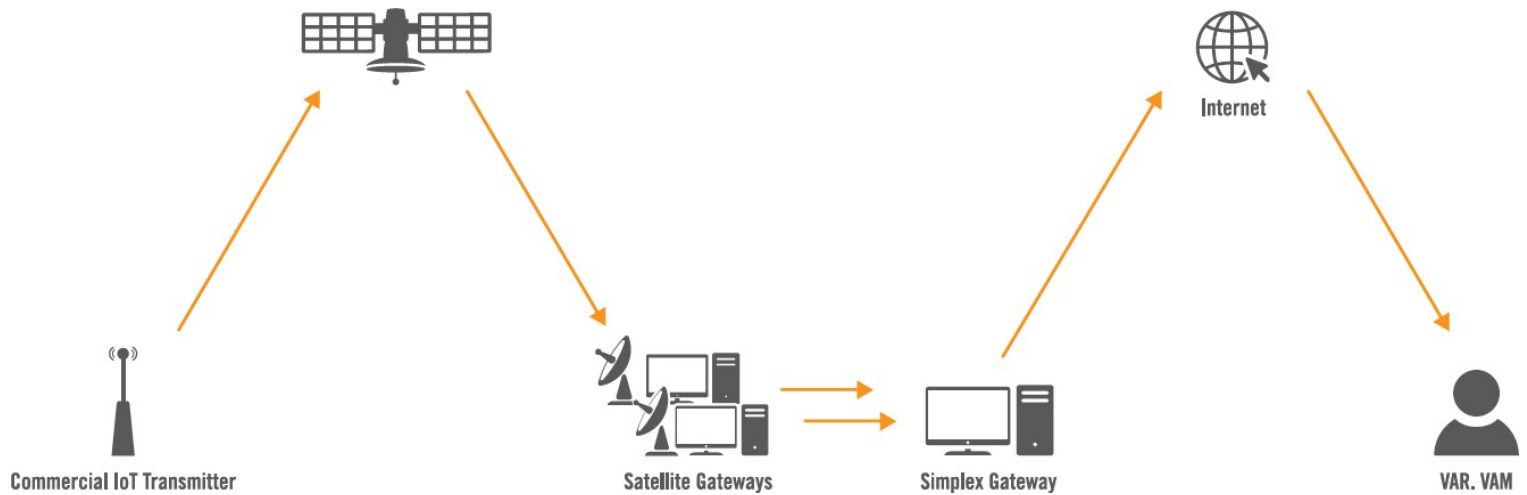 Internet
Commercial IoT Transmitter
Satellite Gateways
Simplex Gateway
VAR. VAM